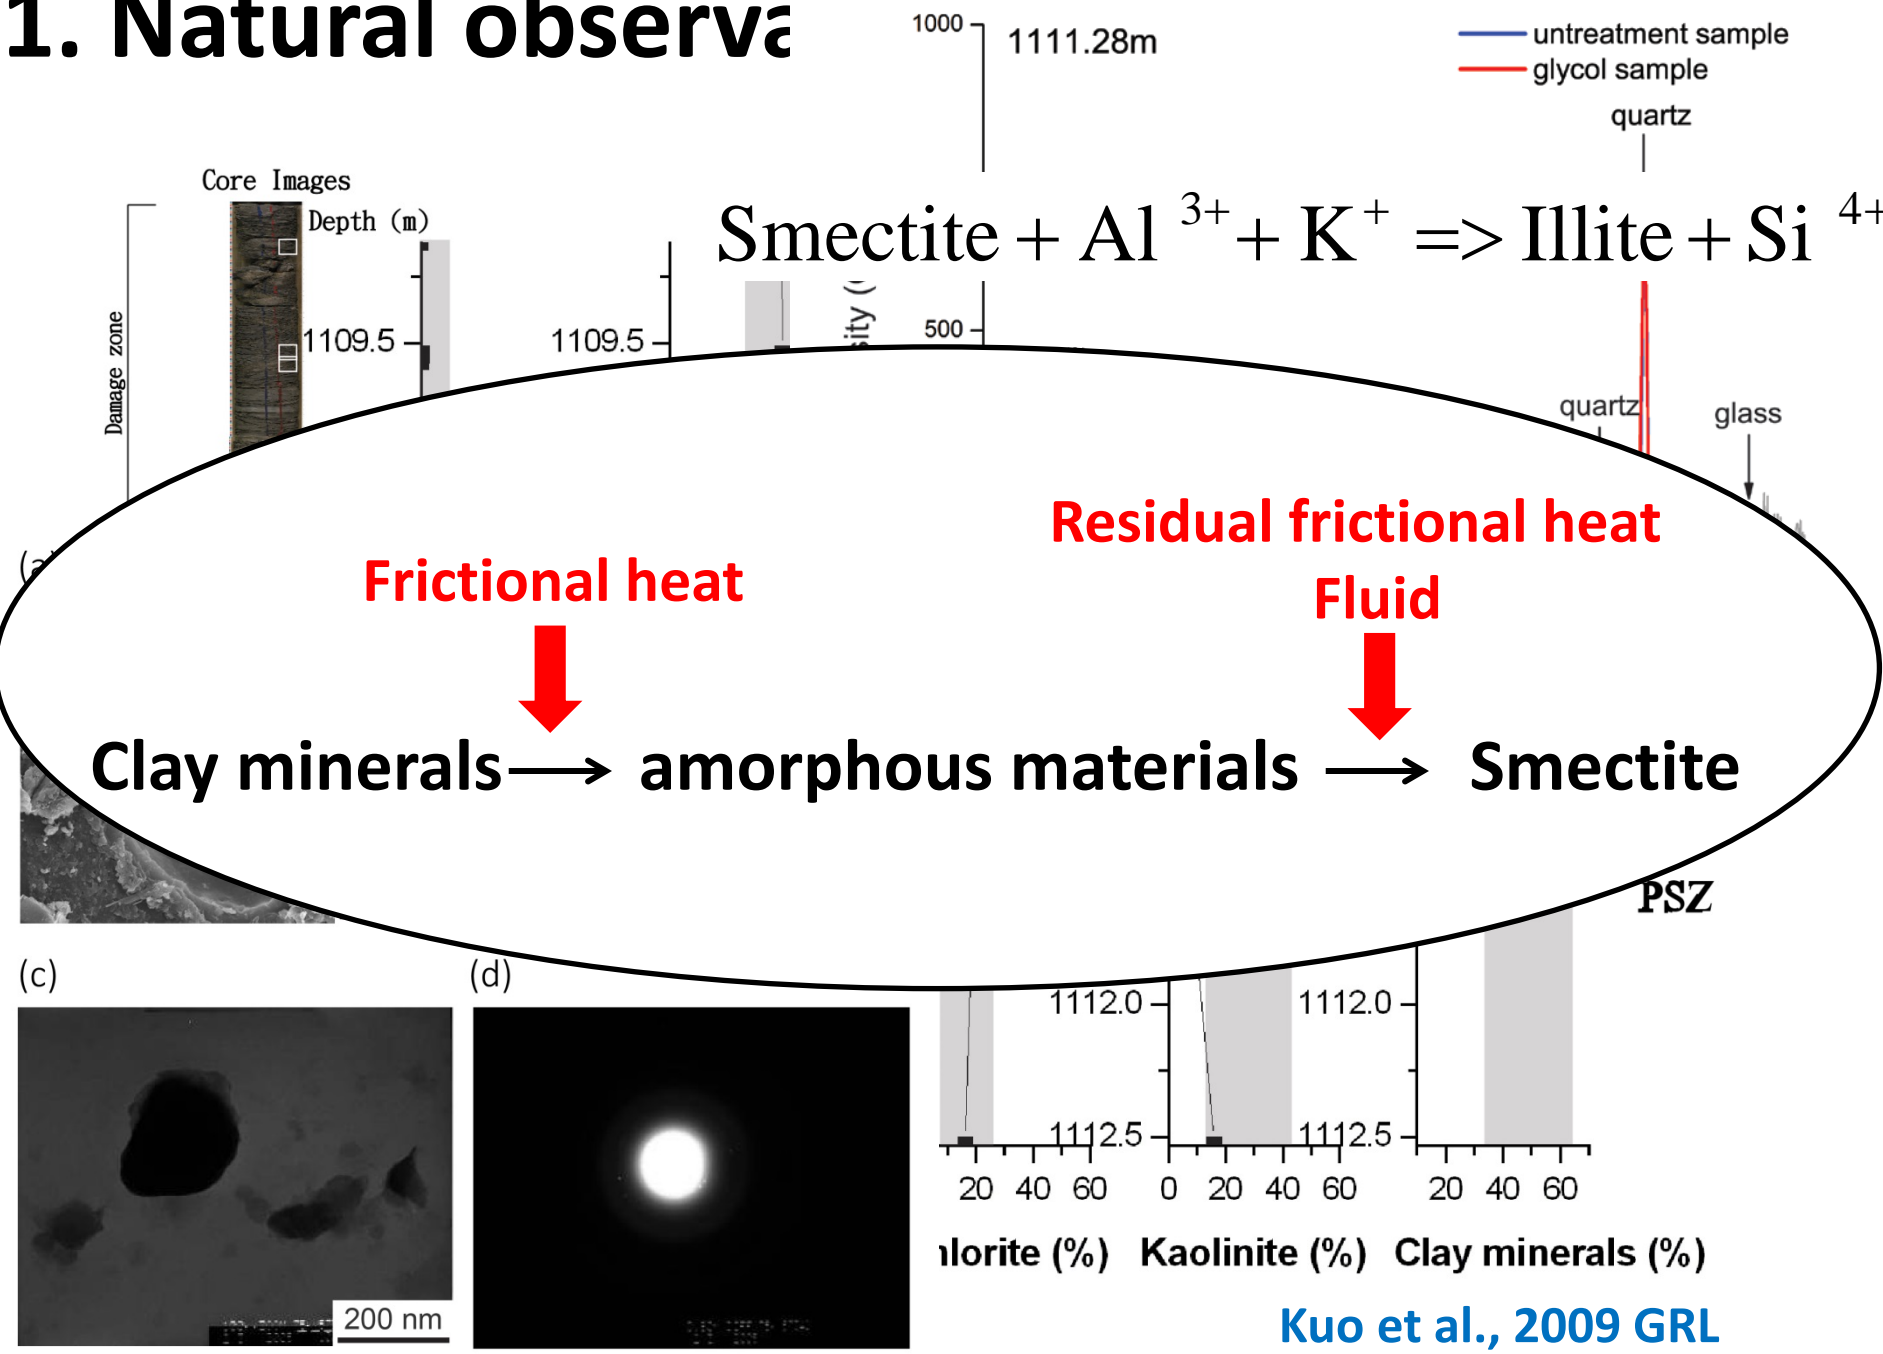 1. Natural observa
1000
1111.28m
untreatment sample
glycol sample
quartz
Core Images
Depth (m)
Smectite + Al 3+ + K + => Illite + Si 4+
Damage zone
1109.5
1109.5
500
quartz
glass
Residual frictional heat
Frictional heat
Fluid
Clay minerals → amorphous materials → Smectite
PSZ
(c)
(d)
1112.0
1112.0
1112.5
1112.5
20 40 60
0 20 40 60
20 40 60
hlorite (%)
Kaolinite (%)
Clay minerals (%)
200 nm
Kuo et al., 2009 GRL